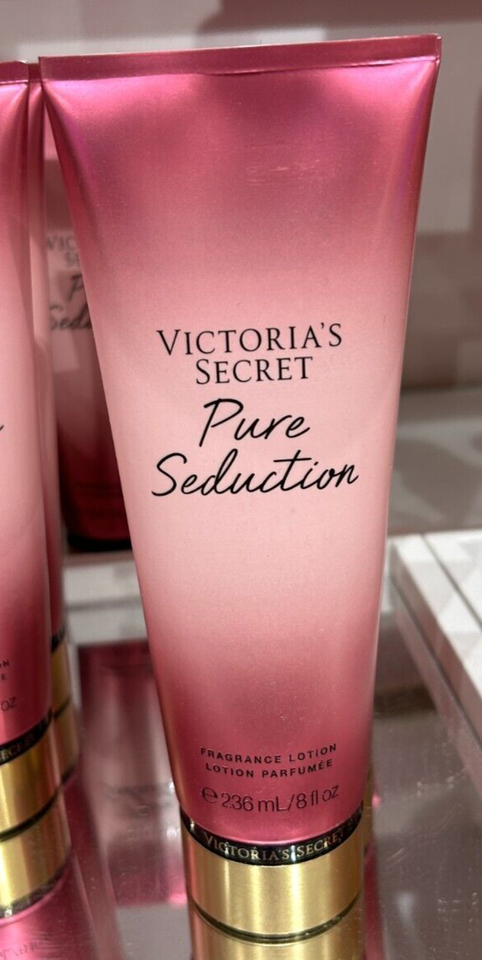 VICTORIA'S
SECRET
Pure
Seduction
FRAGRANCE LOTION
LOTION PARFUMÉE
℮ 236 mL/8 fl oz
VICTORIA'S SECRET